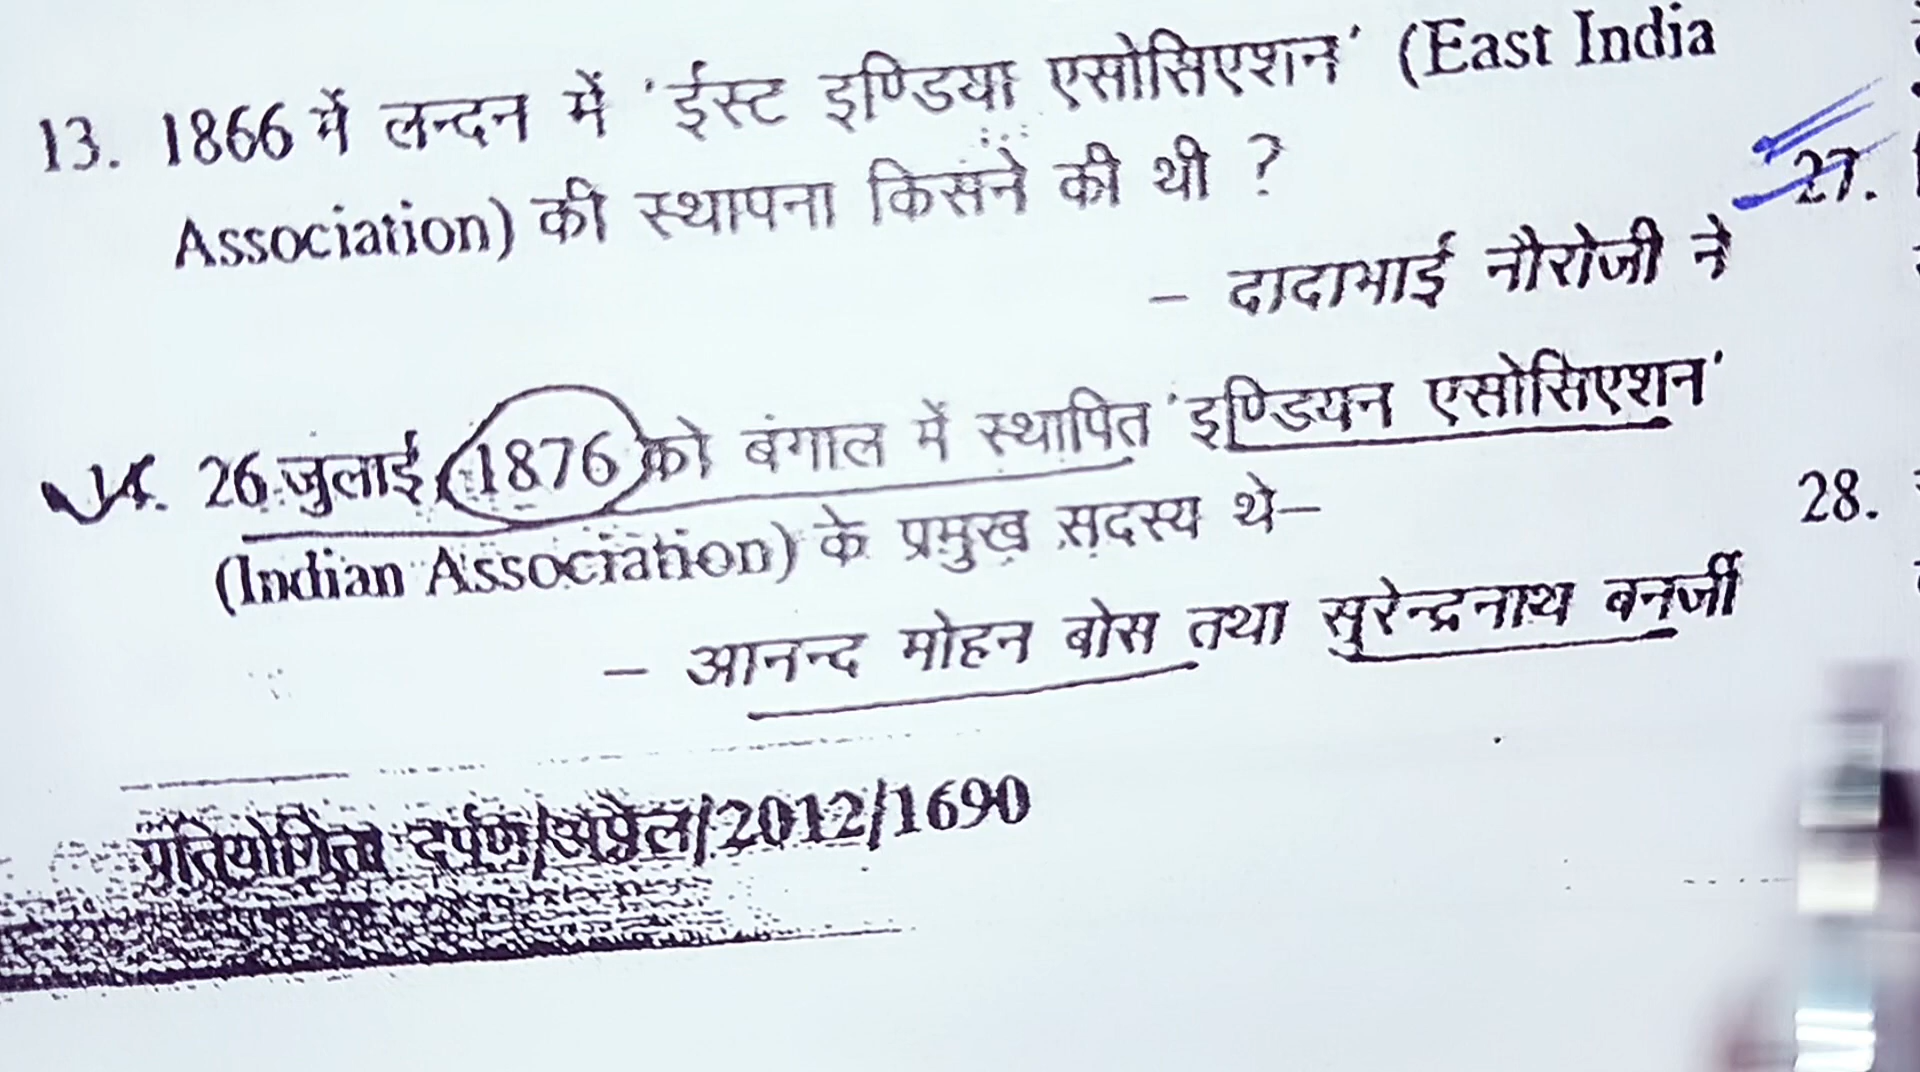 13. 1866 में लन्दन में 'ईस्ट इण्डिया एसोसिएशन' (East India
Association) की स्थापना किसने की थी ?
– दादाभाई नौरोजी ने
14. 26 जुलाई 1876 को बंगाल में स्थापित 'इण्डियन एसोसिएशन'
(Indian Association) के प्रमुख सदस्य थे–
– आनन्द मोहन बोस तथा सुरेन्द्रनाथ बनर्जी
प्रतियोगिता दर्पण/अप्रैल/2012/1690
27.
28.